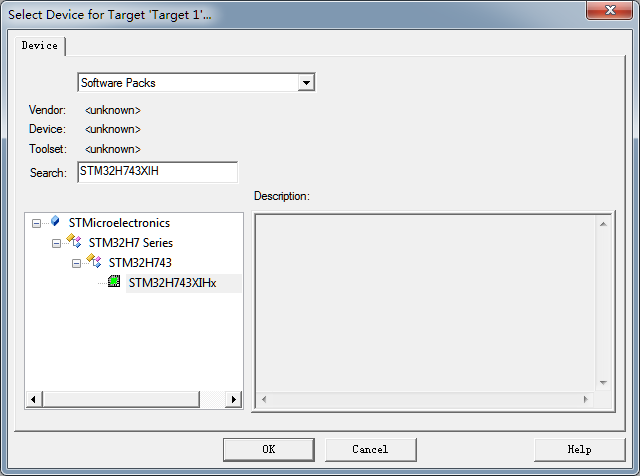 Select Device for Target 'Target 1'...
Device
Software Packs
Vendor: <unknown>
Device: <unknown>
Toolset: <unknown>
Search: STM32H743XIH
Description:
STMicroelectronics
STM32H7 Series
STM32H743
STM32H743XIHx
OK Cancel Help